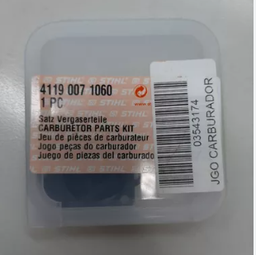 4119 007 1060
1 PC
Satz Vergaserteile
CARBURETOR PARTS KIT
Jeu de pièces de carburateur
Jogo peças do carburador
Juego de piezas del carburado
03543174
JGO CARBURADOR
STIHL